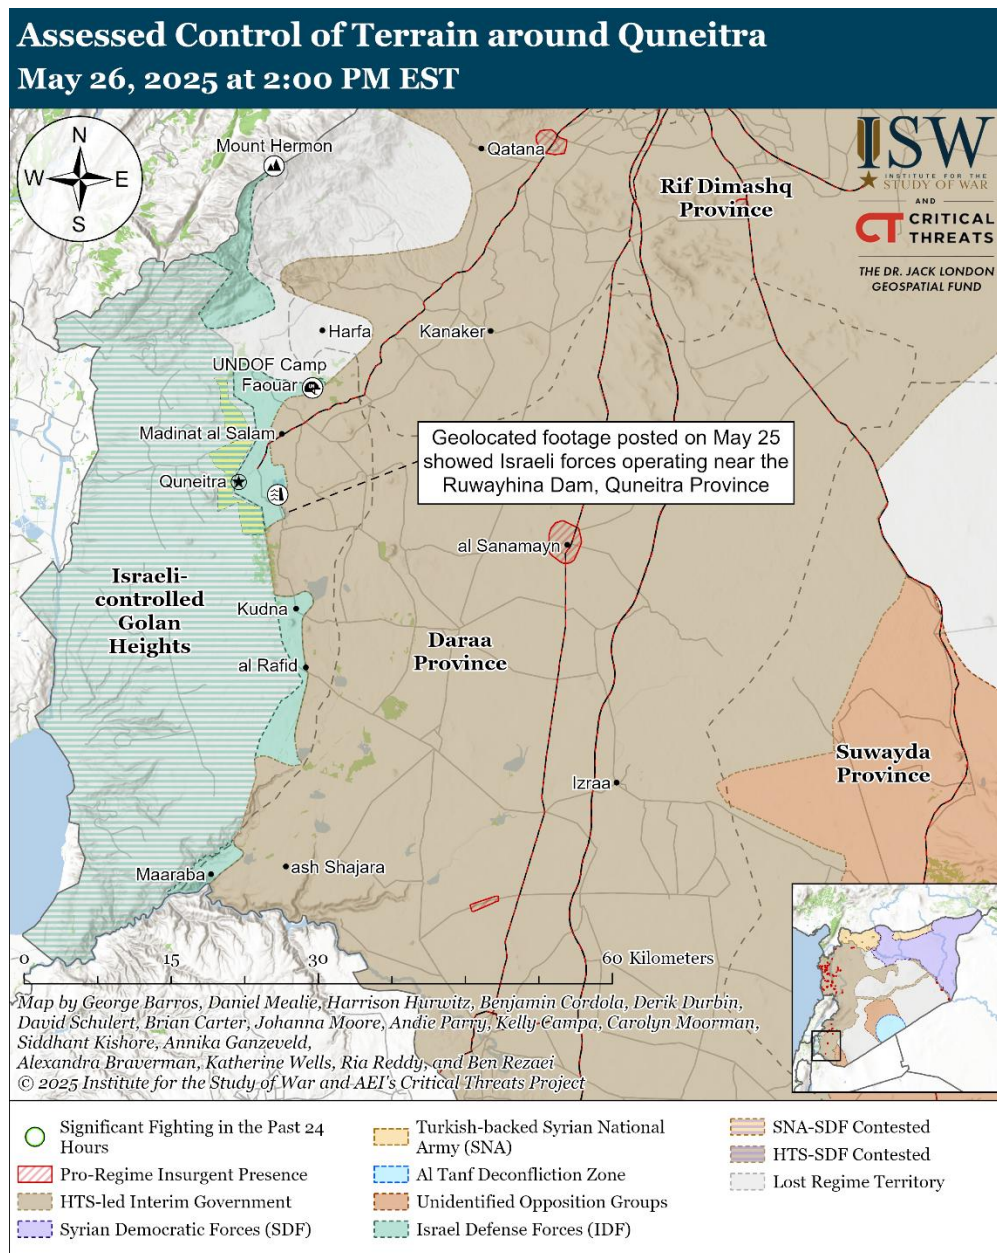 Assessed Control of Terrain around Quneitra
May 26, 2025 at 2:00 PM EST
N
W E
S
Mount Hermon
Qatana
ISW
INSTITUTE FOR THE
STUDY OF WAR
AND
CT CRITICAL
THREATS
THE DR. JACK LONDON
GEOSPATIAL FUND
Rif Dimashq
Province
Harfa
Kanaker
UNDOF Camp
Faouar
Madinat al Salam
Quneitra
Geolocated footage posted on May 25
showed Israeli forces operating near the
Ruwayhina Dam, Quneitra Province
al Sanamayn
Israeli-
controlled
Golan
Heights
Kudna
al Rafid
Daraa
Province
Suwayda
Province
Izraa
Maaraba
ash Shajara
0 15 30 60 Kilometers
Map by George Barros, Daniel Mealie, Harrison Hurwitz, Benjamin Cordola, Derik Durbin,
David Schulert, Brian Carter, Johanna Moore, Andie Parry, Kelly Campa, Carolyn Moorman,
Siddhant Kishore, Annika Ganzeveld,
Alexandra Braverman, Katherine Wells, Ria Reddy, and Ben Rezaei
© 2025 Institute for the Study of War and AEI's Critical Threats Project
Significant Fighting in the Past 24
Hours
Pro-Regime Insurgent Presence
HTS-led Interim Government
Syrian Democratic Forces (SDF)
Turkish-backed Syrian National
Army (SNA)
Al Tanf Deconfliction Zone
Unidentified Opposition Groups
Israel Defense Forces (IDF)
SNA-SDF Contested
HTS-SDF Contested
Lost Regime Territory